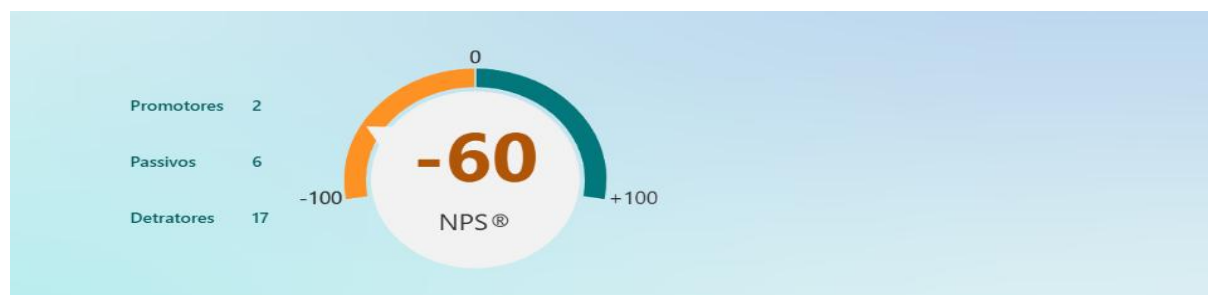 Promotores 2
Passivos 6
Detratores 17
0
-100
+100
-60
NPS®